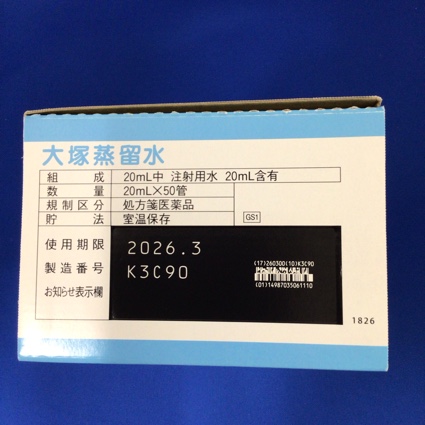 大塚蒸留水
組成 20mL中 注射用水 20mL含有
数量 20mL×50管
規制区分 処方箋医薬品
貯法 室温保存
GS1
使用期限 2026.3
製造番号 K3C90
お知らせ表示欄
(17)260300(10)K3C90
(01)14987035061110
1826